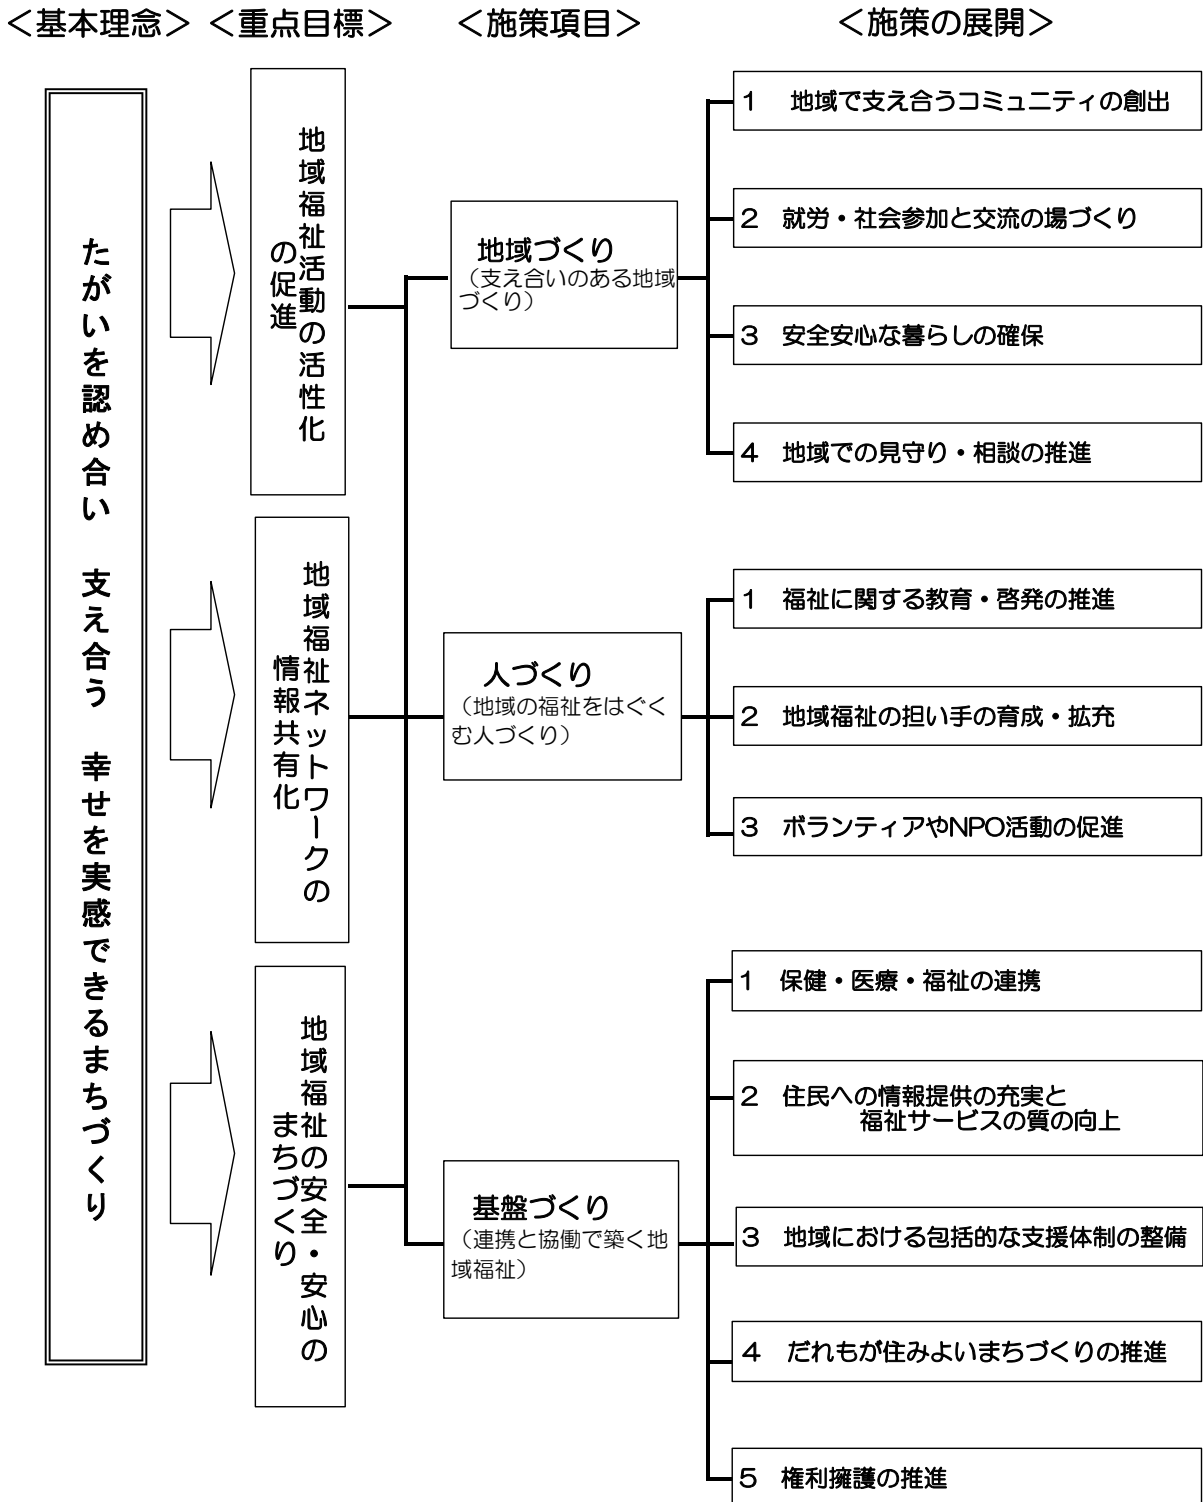 ＜基本理念＞ ＜重点目標＞ ＜施策項目＞ ＜施策の展開＞
たがいを認め合い　支え合う　幸せを実感できるまちづくり
地域福祉活動の活性化
の促進
地域福祉ネットワークの
情報共有化
地域福祉の安全・安心の
まちづくり
地域づくり
（支え合いのある地域
づくり）
1　地域で支え合うコミュニティの創出
2　就労・社会参加と交流の場づくり
3　安全安心な暮らしの確保
4　地域での見守り・相談の推進
人づくり
（地域の福祉をはぐく
む人づくり）
1　福祉に関する教育・啓発の推進
2　地域福祉の担い手の育成・拡充
3　ボランティアやNPO活動の促進
基盤づくり
（連携と協働で築く地
域福祉）
1　保健・医療・福祉の連携
2　住民への情報提供の充実と
福祉サービスの質の向上
3　地域における包括的な支援体制の整備
4　だれもが住みよいまちづくりの推進
5　権利擁護の推進